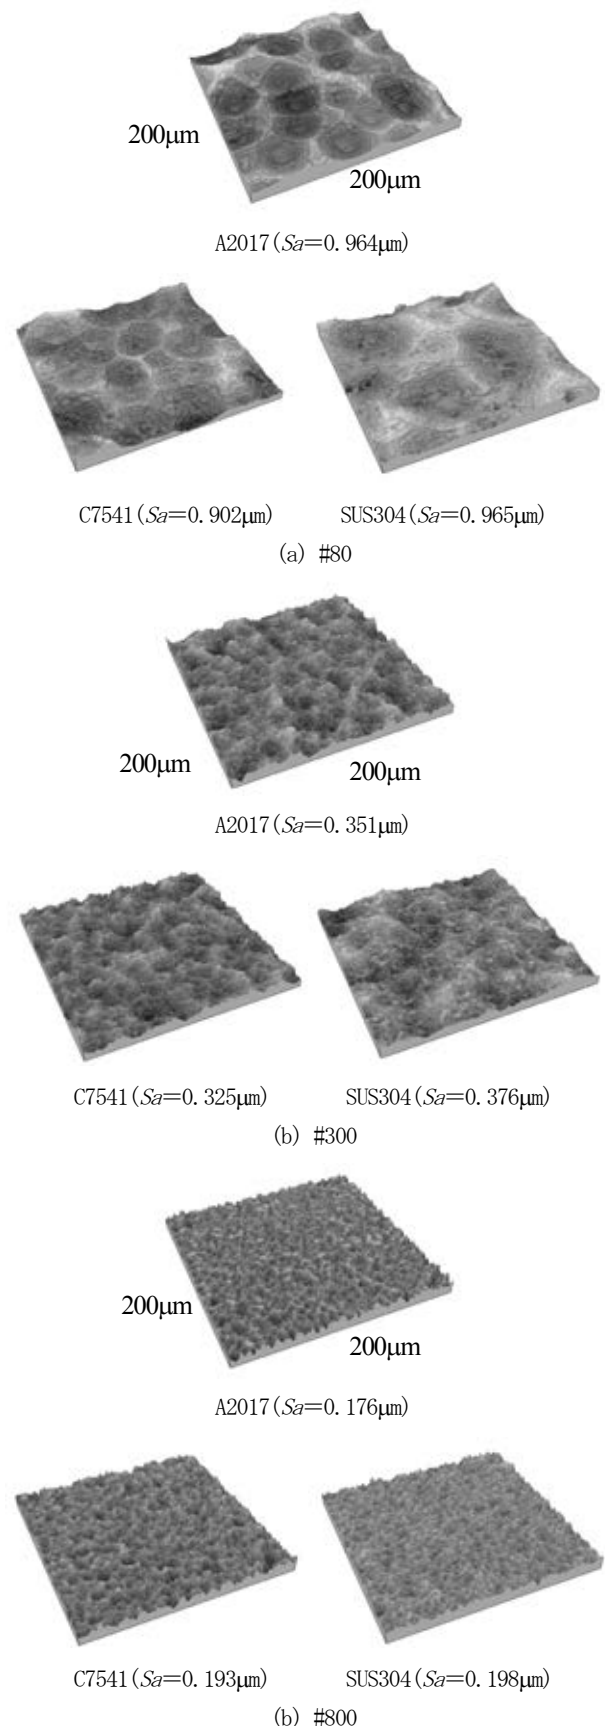 200μm
200μm
A2017(Sa=0.964μm)
C7541(Sa=0.902μm) SUS304(Sa=0.965μm)
(a) #80
200μm
200μm
A2017(Sa=0.351μm)
C7541(Sa=0.325μm) SUS304(Sa=0.376μm)
(b) #300
200μm
200μm
A2017(Sa=0.176μm)
C7541(Sa=0.193μm) SUS304(Sa=0.198μm)
(b) #800